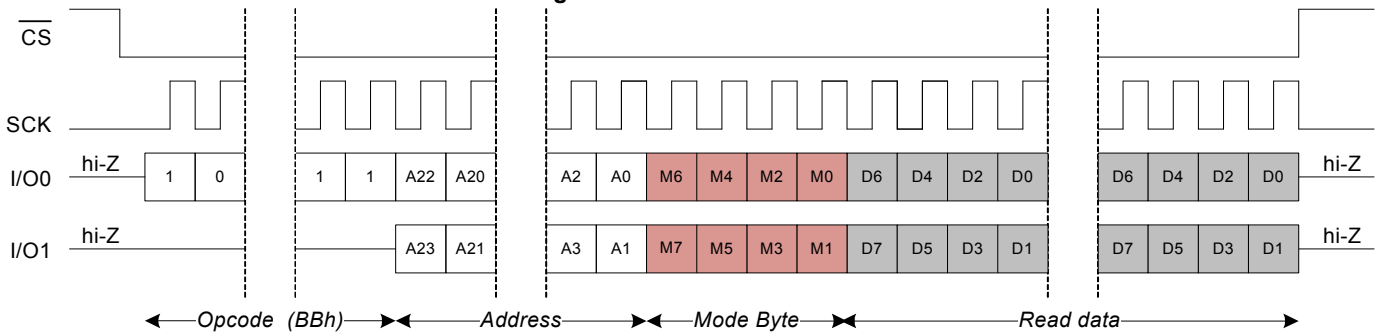 g
CS
SCK
hi-Z hi-Z
I/O0 1 0 1 1 A22 A20 A2 A0 M6 M4 M2 M0 D6 D4 D2 D0 D6 D4 D2 D0
hi-Z hi-Z
I/O1 A23 A21 A3 A1 M7 M5 M3 M1 D7 D5 D3 D1 D7 D5 D3 D1
Opcode (BBh) Address Mode Byte Read data